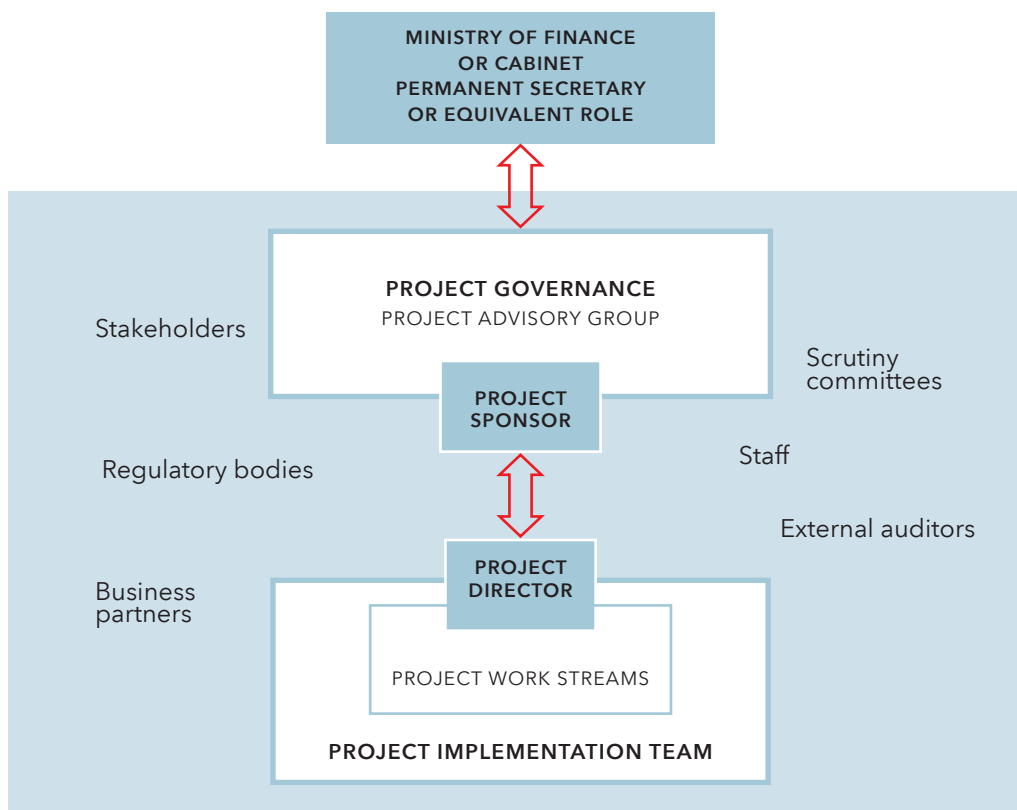 MINISTRY OF FINANCE
OR CABINET
PERMANENT SECRETARY
OR EQUIVALENT ROLE
PROJECT GOVERNANCE
PROJECT ADVISORY GROUP
Stakeholders
Scrutiny
committees
PROJECT
SPONSOR
Staff
Regulatory bodies
External auditors
PROJECT
DIRECTOR
Business
partners
PROJECT WORK STREAMS
PROJECT IMPLEMENTATION TEAM